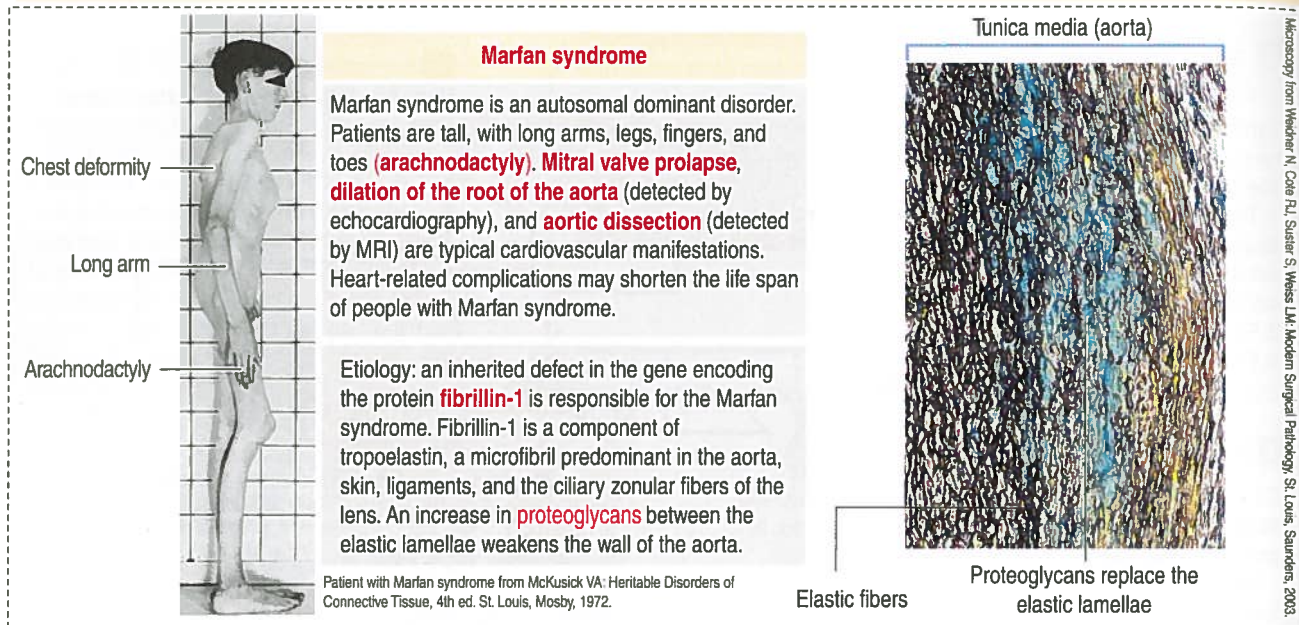 Marfan syndrome
Marfan syndrome is an autosomal dominant disorder.
Patients are tall, with long arms, legs, fingers, and
toes (arachnodactyly). Mitral valve prolapse,
dilation of the root of the aorta (detected by
echocardiography), and aortic dissection (detected
by MRI) are typical cardiovascular manifestations.
Heart-related complications may shorten the life span
of people with Marfan syndrome.
Etiology: an inherited defect in the gene encoding
the protein fibrillin-1 is responsible for the Marfan
syndrome. Fibrillin-1 is a component of
tropoelastin, a microfibril predominant in the aorta,
skin, ligaments, and the ciliary zonular fibers of the
lens. An increase in proteoglycans between the
elastic lamellae weakens the wall of the aorta.
Patient with Marfan syndrome from McKusick VA: Heritable Disorders of
Connective Tissue, 4th ed. St. Louis, Mosby, 1972.
Chest deformity
Long arm
Arachnodactyly
Tunica media (aorta)
Elastic fibers
Proteoglycans replace the
elastic lamellae
Microscopy from Weidner N, Cote RJ, Suster S, Weiss LM: Modern Surgical Pathology, St. Louis, Saunders, 2003.